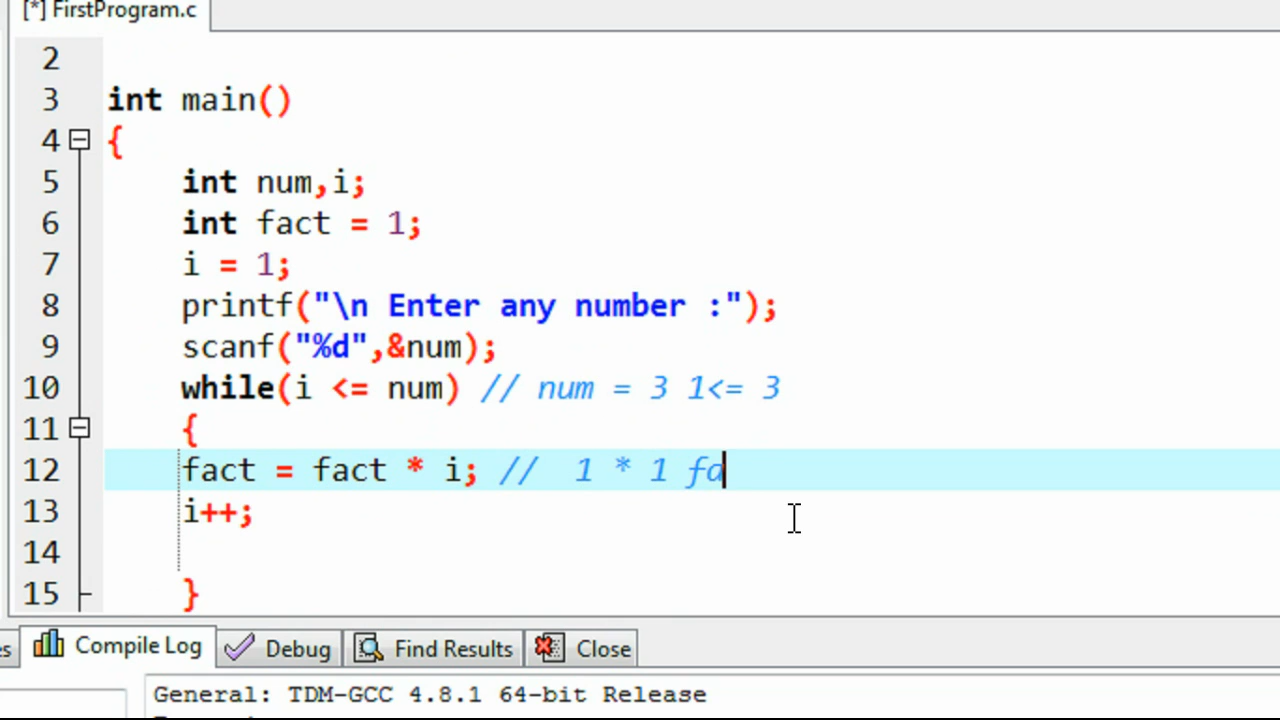 [*] FirstProgram.c
2
3 int main()
4 {
5 int num,i;
6 int fact = 1;
7 i = 1;
8 printf("\n Enter any number :");
9 scanf("%d",&num);
10 while(i <= num) // num = 3 1<= 3
11 {
12 fact = fact * i; // 1 * 1 fa
13 i++;
14
15 }
es Compile Log Debug Find Results Close
General: TDM-GCC 4.8.1 64-bit Release